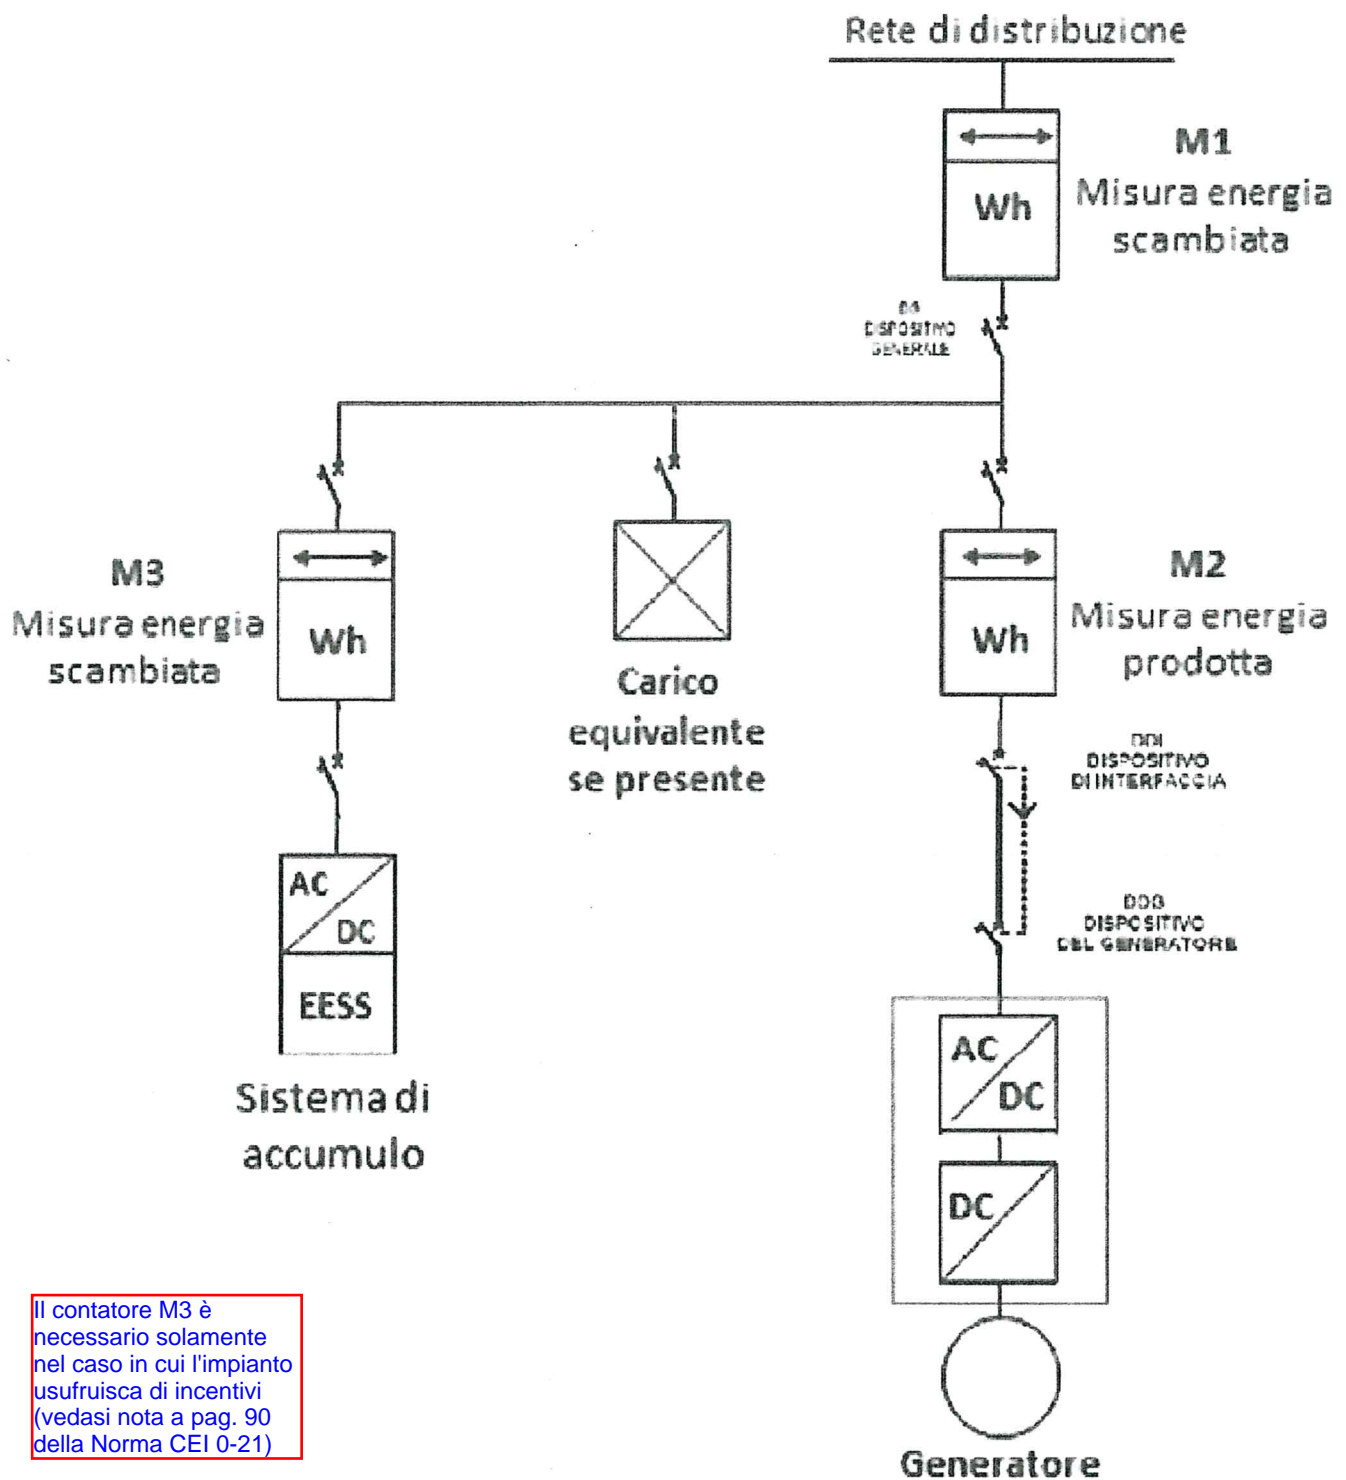 Rete di distribuzione
M1
Misura energia
scambiata
Wh
DG
DISPOSITIVO
GENERALE
M3
Misura energia
scambiata
Wh
Carico
equivalente
se presente
Wh
M2
Misura energia
prodotta
DDI
DISPOSITIVO
DI INTERFACCIA
AC
DC
EESS
Sistema di
accumulo
DDG
DISPOSITIVO
DEL GENERATORE
AC
DC
DC
Generatore
Il contatore M3 è
necessario solamente
nel caso in cui l'impianto
usufruisca di incentivi
(vedasi nota a pag. 90
della Norma CEI 0-21)